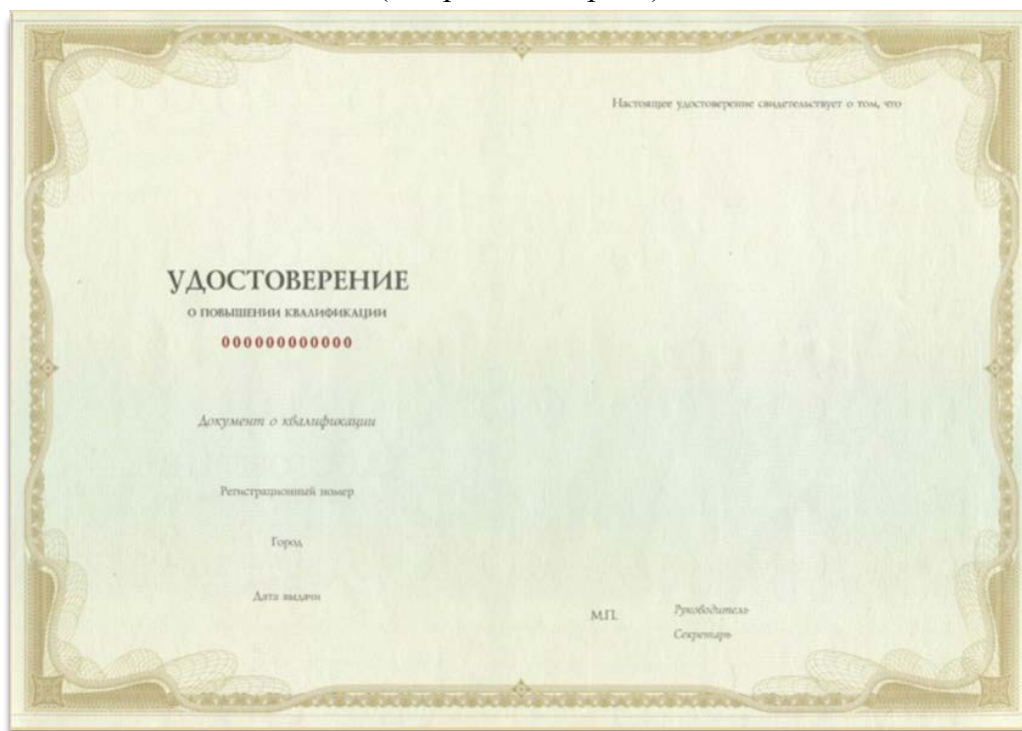 УДОСТОВЕРЕНИЕ
О ПОВЫШЕНИИ КВАЛИФИКАЦИИ
000000000000
Документ о квалификации
Регистрационный номер
Город
Дата выдачи
Настоящее удостоверение свидетельствует о том, что
М.П.
Руководитель
Секретарь